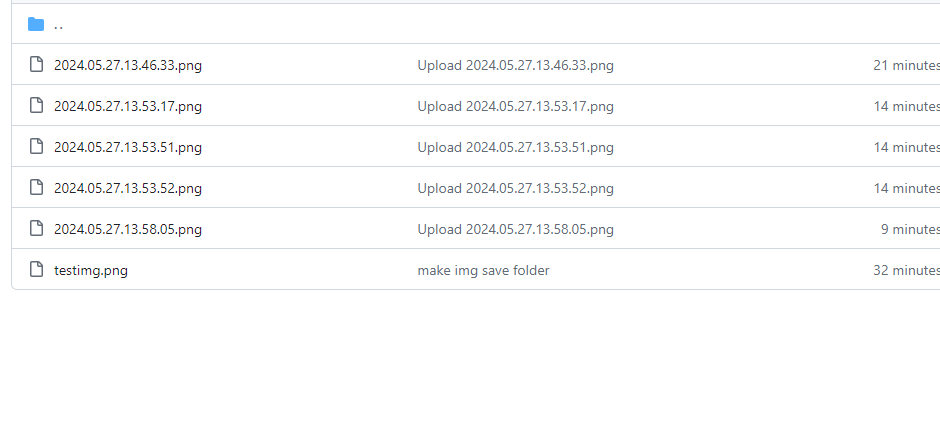 ..
2024.05.27.13.46.33.png Upload 2024.05.27.13.46.33.png 21 minutes
2024.05.27.13.53.17.png Upload 2024.05.27.13.53.17.png 14 minutes
2024.05.27.13.53.51.png Upload 2024.05.27.13.53.51.png 14 minutes
2024.05.27.13.53.52.png Upload 2024.05.27.13.53.52.png 14 minutes
2024.05.27.13.58.05.png Upload 2024.05.27.13.58.05.png 9 minutes
testimg.png make img save folder 32 minutes